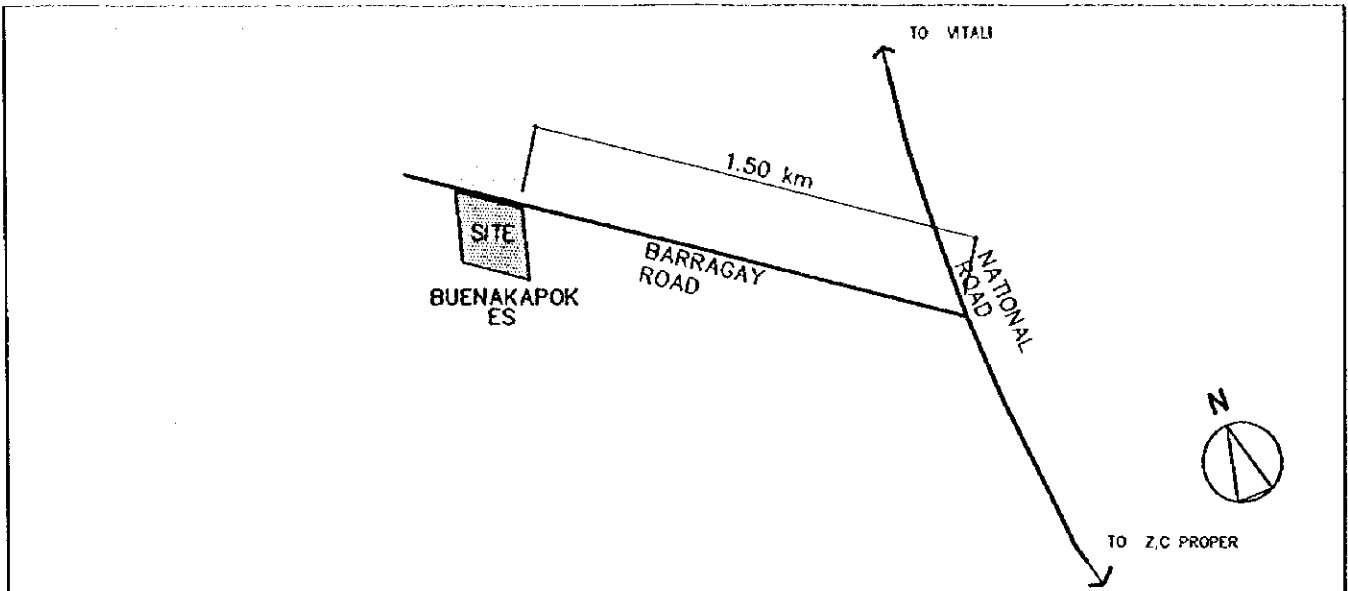 TO VITALI
1.50 km
SITE
BARRAGAY
ROAD
NATIONAL
ROAD
BUENAKAPOK
ES
N
TO Z,C PROPER